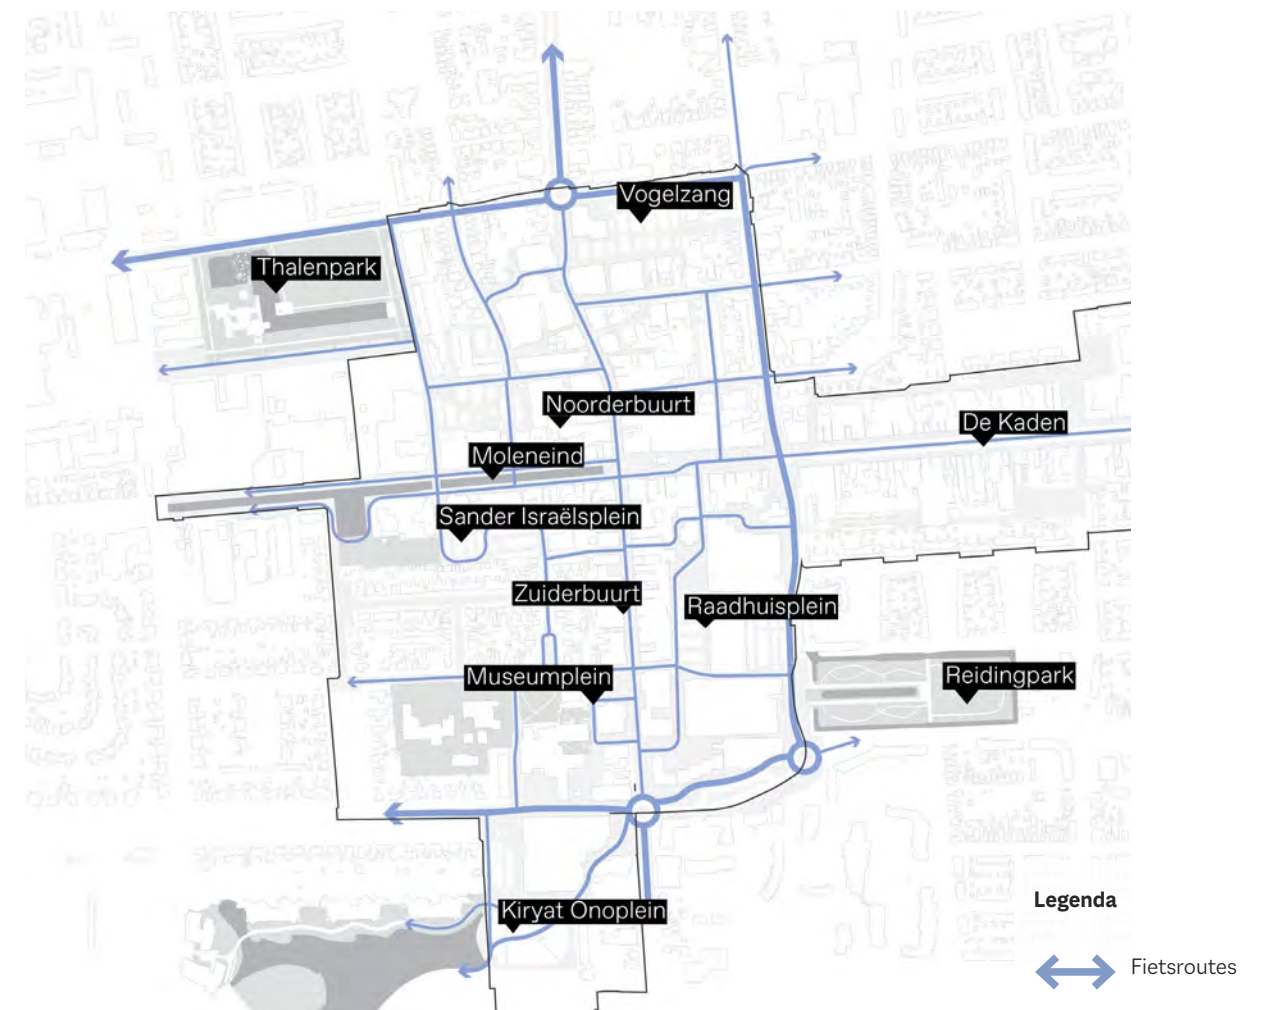 Vogelzang
Thalenpark
Noorderbuurt
De Kaden
Moleneind
Sander Israëlsplein
Zuiderbuurt
Raadhuisplein
Museumplein
Reidingpark
Kiryat Onoplein
Legenda
Fietsroutes